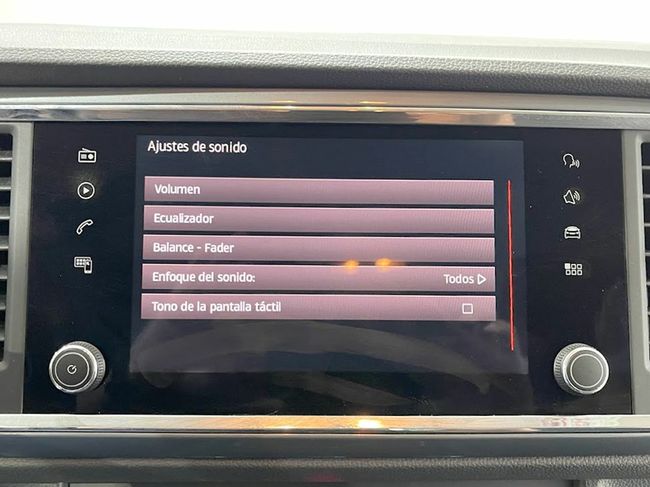 Ajustes de sonido
Volumen
Ecualizador
Balance - Fader
Enfoque del sonido: Todos
Tono de la pantalla táctil